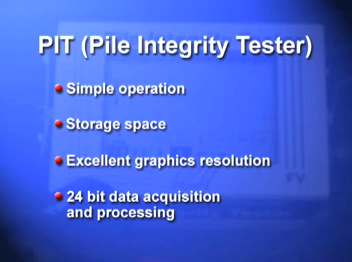 PIT (Pile Integrity Tester)
Simple operation
Storage space
Excellent graphics resolution
24 bit data acquisition
and processing